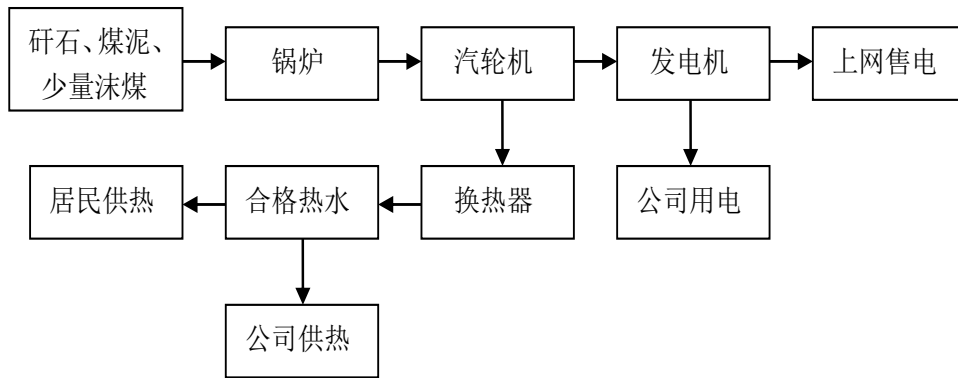 矸石、煤泥、
少量沫煤
锅炉
汽轮机
发电机
上网售电
居民供热
合格热水
换热器
公司用电
公司供热